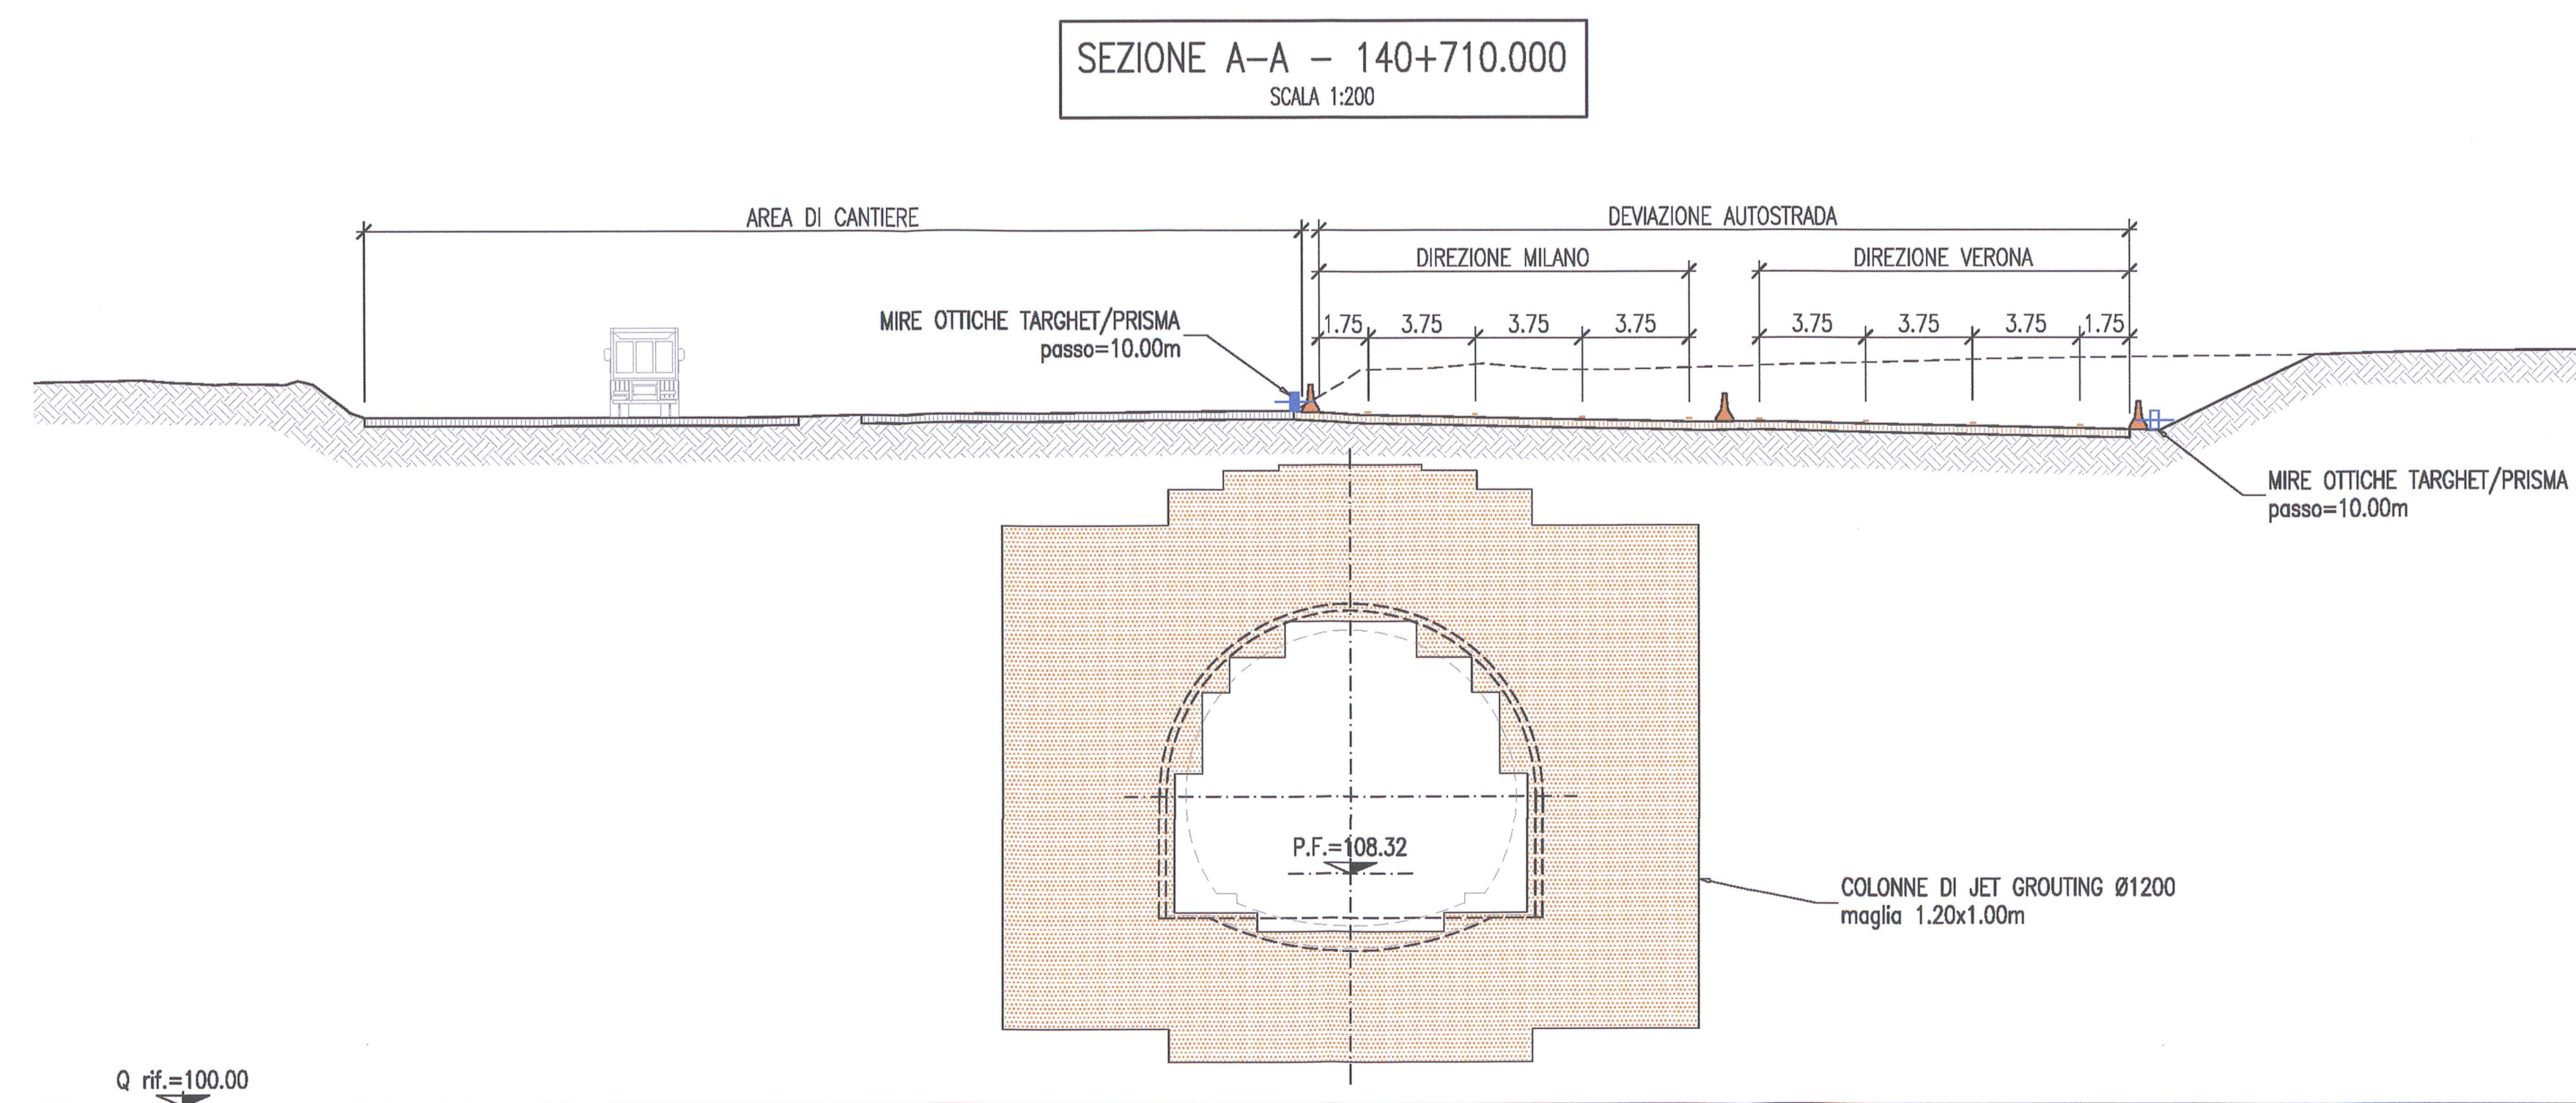 SEZIONE A-A - 140+710.000
SCALA 1:200
AREA DI CANTIERE
DEVIAZIONE AUTOSTRADA
DIREZIONE MILANO
DIREZIONE VERONA
MIRE OTTICHE TARGHET/PRISMA
passo=10.00m
1.75 3.75 3.75 3.75
3.75 3.75 3.75 1.75
MIRE OTTICHE TARGHET/PRISMA
passo=10.00m
P.F.=108.32
COLONNE DI JET GROUTING Ø1200
maglia 1.20x1.00m
Q rif.=100.00